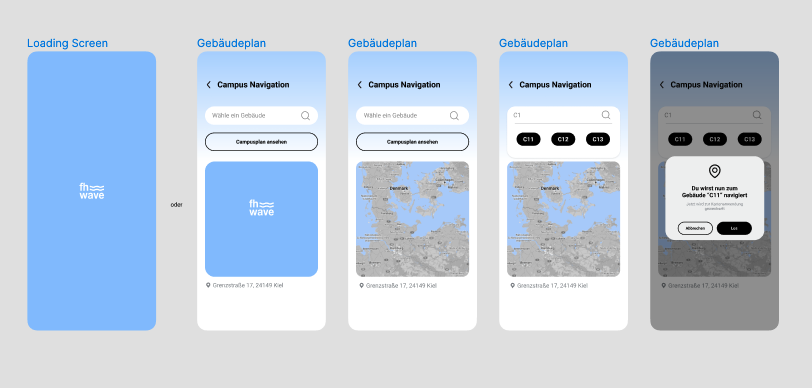 Loading Screen
fh
wave
oder
Gebäudeplan
Campus Navigation
Wähle ein Gebäude
Campusplan ansehen
fh
wave
Grenzstraße 17, 24149 Kiel
Gebäudeplan
Campus Navigation
Wähle ein Gebäude
Campusplan ansehen
Denmark
Grenzstraße 17, 24149 Kiel
Gebäudeplan
Campus Navigation
C1
C11 C12 C13
Denmark
Grenzstraße 17, 24149 Kiel
Gebäudeplan
Campus Navigation
C1
C11 C12 C13
Du wirst nun zum
Gebäude "C11" navigiert
Abbrechen Los
Grenzstraße 17, 24149 Kiel